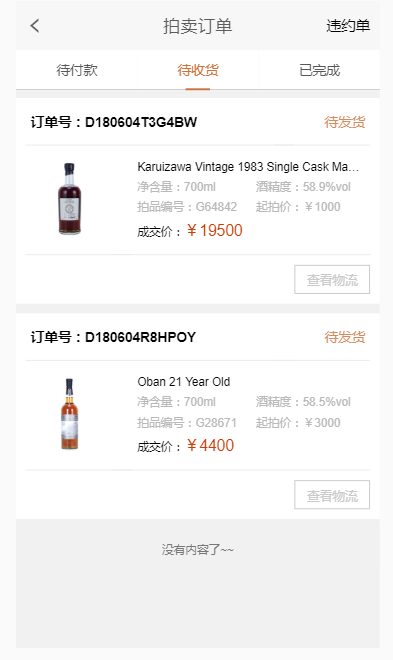 拍卖订单 违约单
待付款 待收货 已完成
订单号：D180604T3G4BW 待发货
Karuizawa Vintage 1983 Single Cask Ma…
净含量：700ml 酒精度：58.9%vol
拍品编号：G64842 起拍价：￥1000
成交价：￥19500
查看物流
订单号：D180604R8HPOY 待发货
Oban 21 Year Old
净含量：700ml 酒精度：58.5%vol
拍品编号：G28671 起拍价：￥3000
成交价：￥4400
查看物流
没有内容了~~